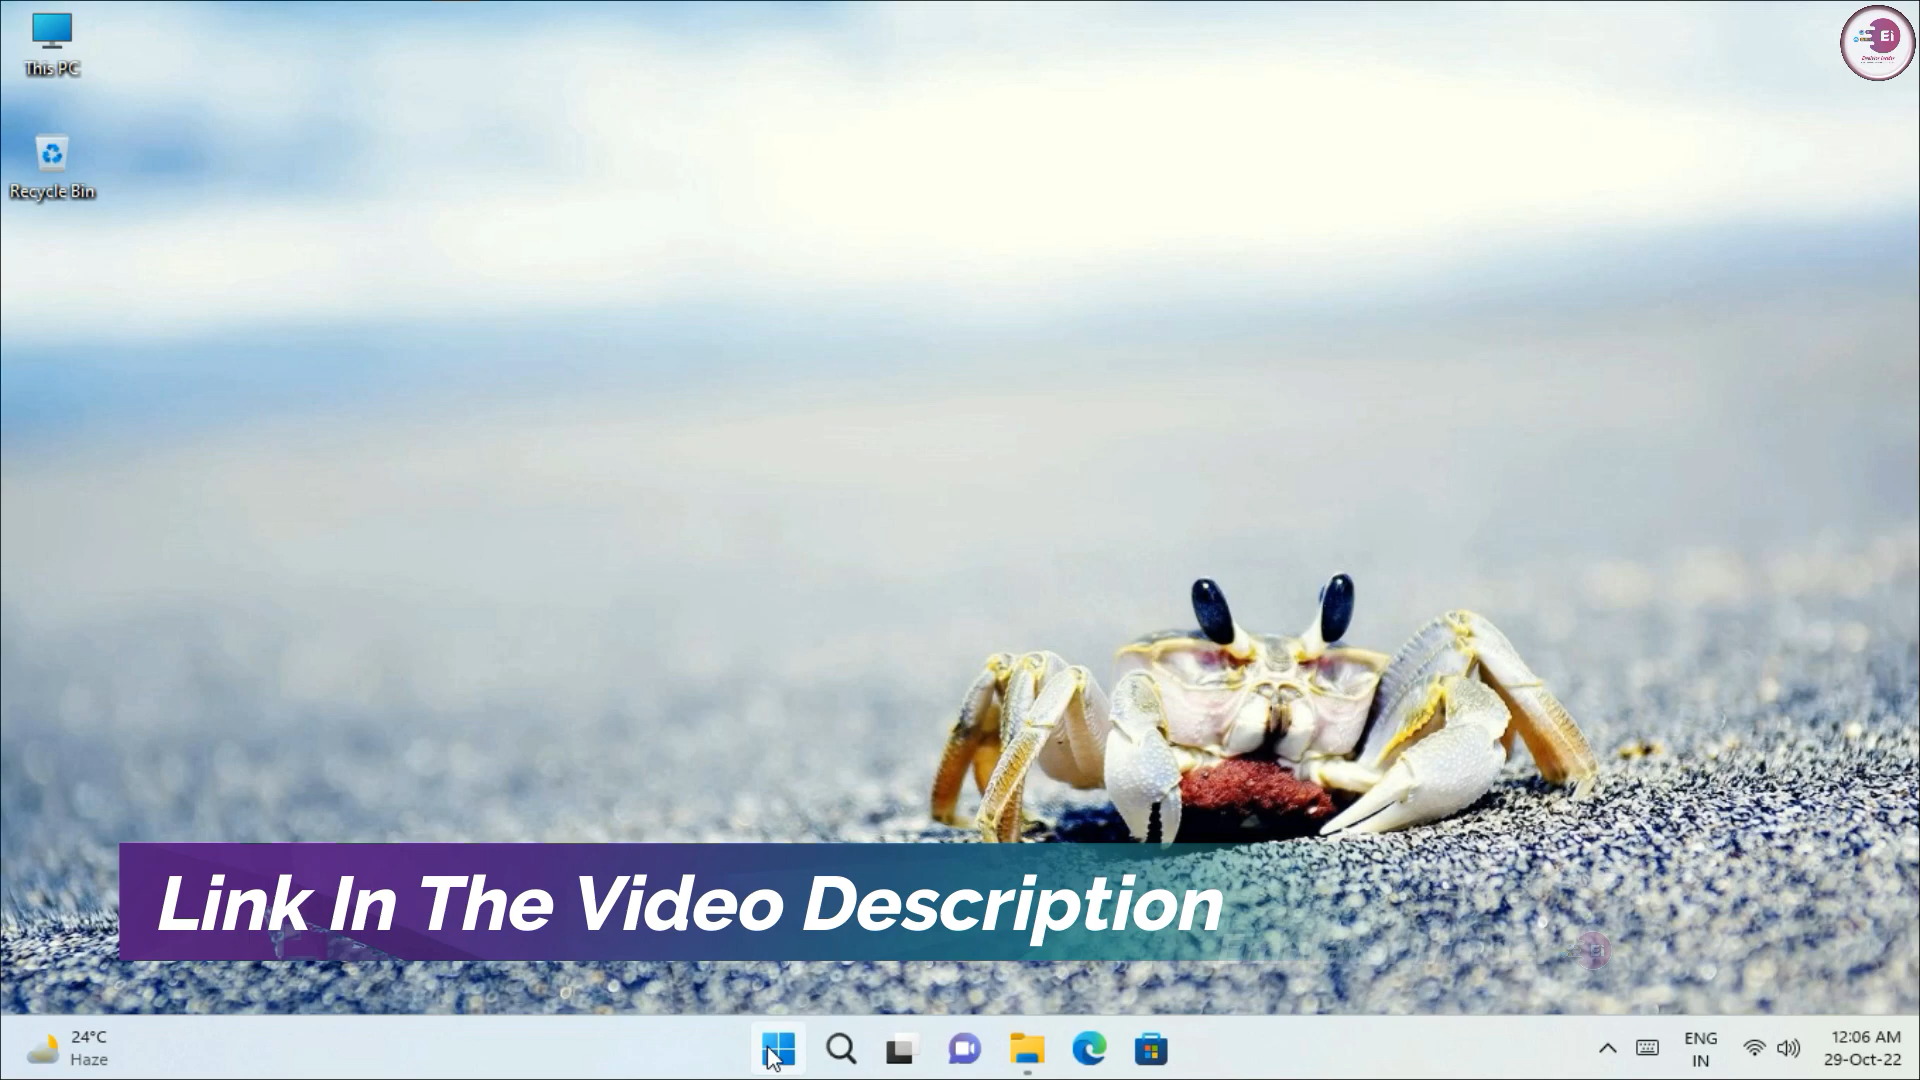 This PC
Ei
Recycle Bin
Link In The Video Description
24°C
Haze
ENG
IN
12:06 AM
29-Oct-22